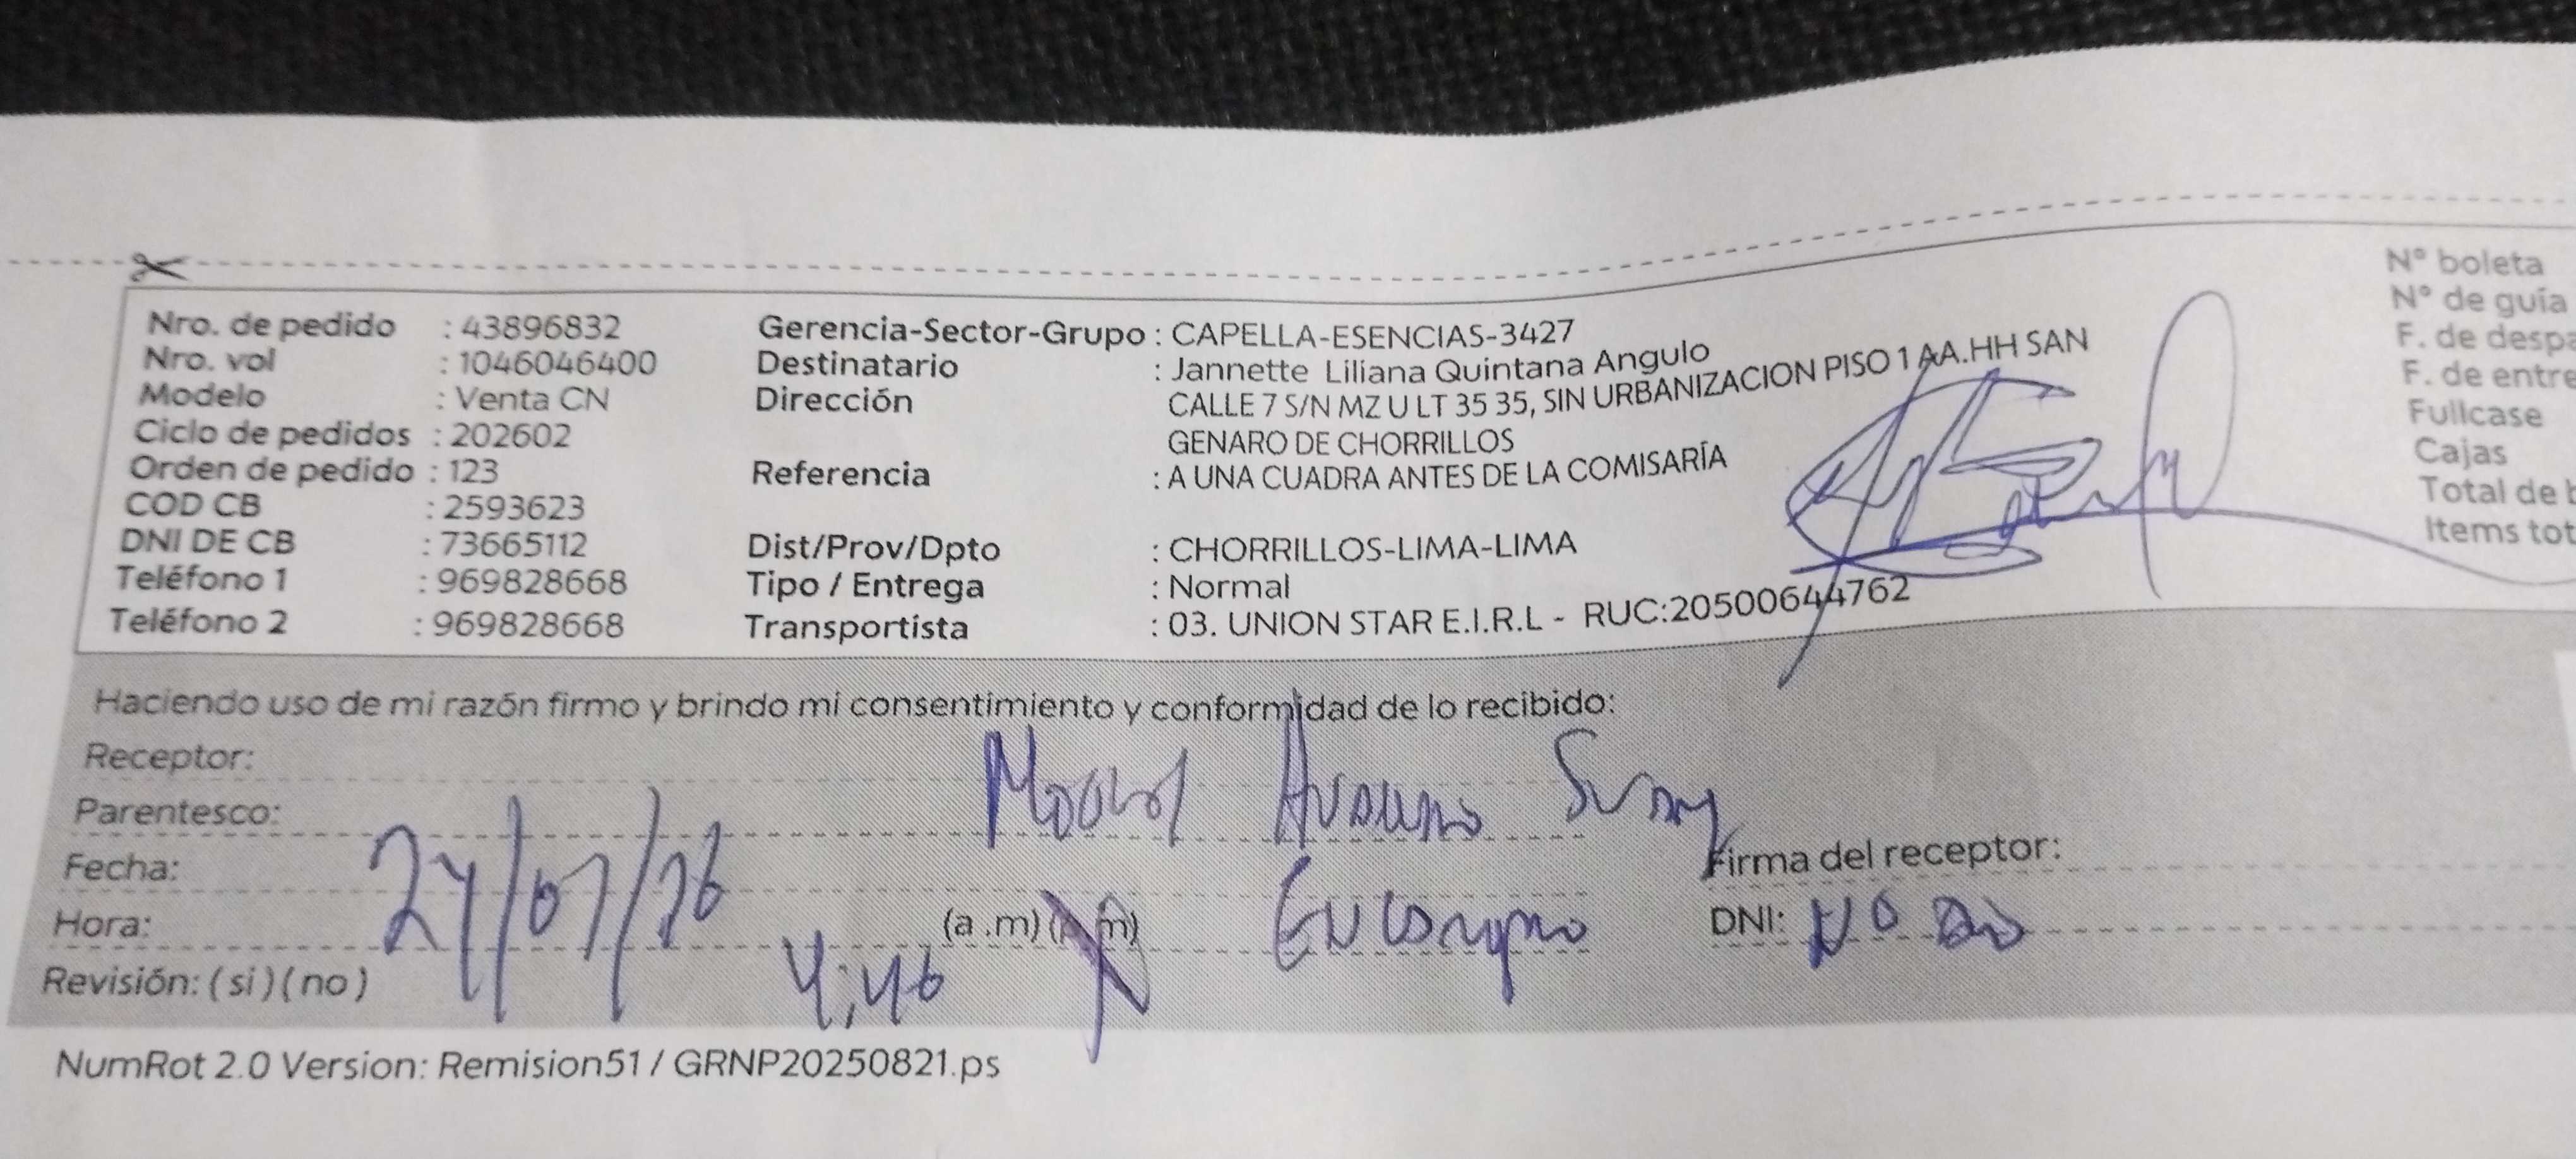 Nro. de pedido : 43896832
Nro. vol : 1046046400
Modelo : Venta CN
Ciclo de pedidos : 202602
Orden de pedido : 123
COD CB : 2593623
DNI DE CB : 73665112
Teléfono 1 : 969828668
Teléfono 2 : 969828668
Gerencia-Sector-Grupo : CAPELLA-ESENCIAS-3427
Destinatario : Jannette Liliana Quintana Angulo
Dirección CALLE 7 S/N MZ U LT 35 35, SIN URBANIZACION PISO 1 AA.HH SAN
GENARO DE CHORRILLOS
Referencia : A UNA CUADRA ANTES DE LA COMISARÍA
Dist/Prov/Dpto : CHORRILLOS-LIMA-LIMA
Tipo / Entrega : Normal
Transportista : 03. UNION STAR E.I.R.L - RUC:20500644762
N° boleta
N° de guía
F. de
F. de
Fullcase
Cajas
Total de
Items
Haciendo uso de mi razón firmo y brindo mi consentimiento y conformidad de lo recibido:
Receptor:
Parentesco:
Fecha:
Firma del receptor:
Hora: (a .m) (p.m)
DNI: NO
Revisión: ( si ) ( no ) 4:46
NumRot 2.0 Version: Remision51 / GRNP20250821.ps